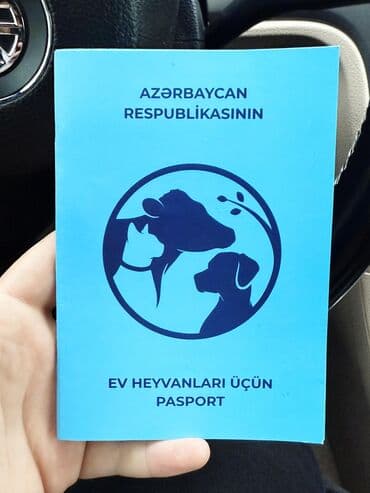 AZƏRBAYCAN
RESPUBLİKASININ
EV HEYVANLARI ÜÇÜN
PASPORT